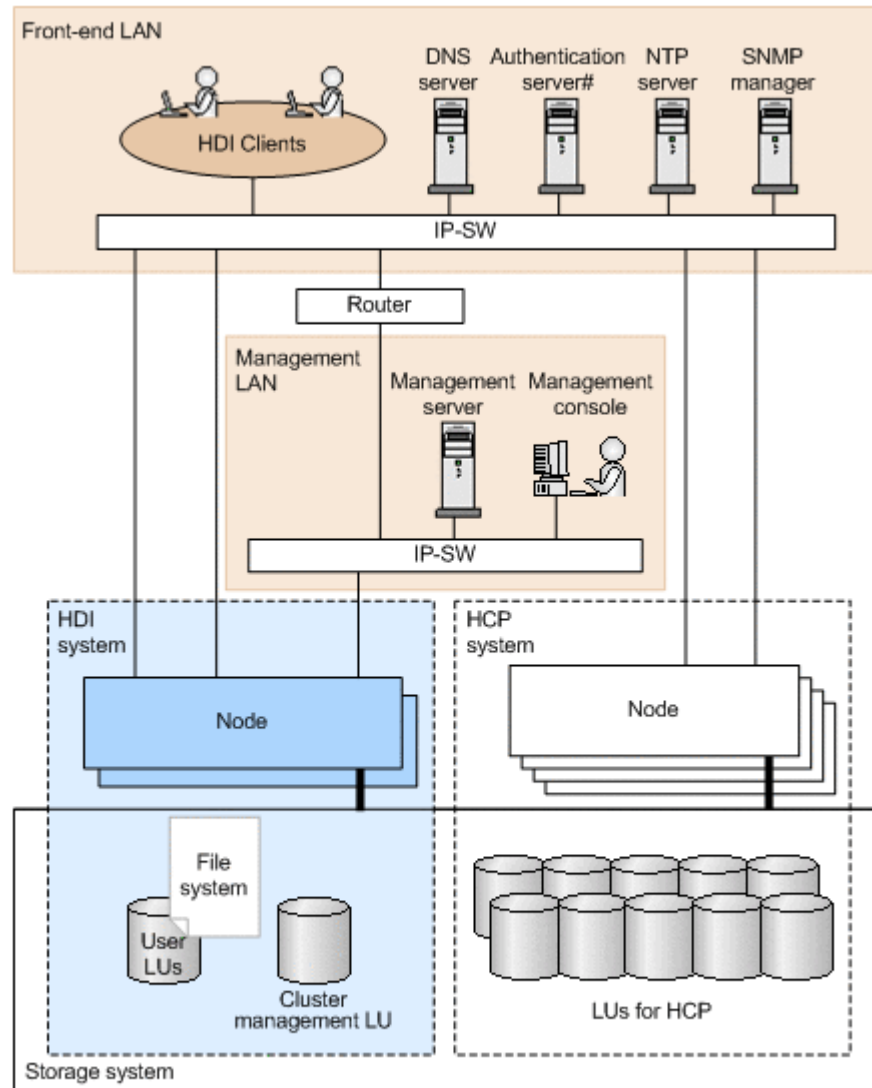 Front-end LAN
DNS
server
Authentication
server#
NTP
server
SNMP
manager
HDI Clients
IP-SW
Router
Management
LAN
Management
server
Management
console
IP-SW
HDI
system
HCP
system
Node
Node
File
system
User
LUs
Cluster
management LU
LUs for HCP
Storage system